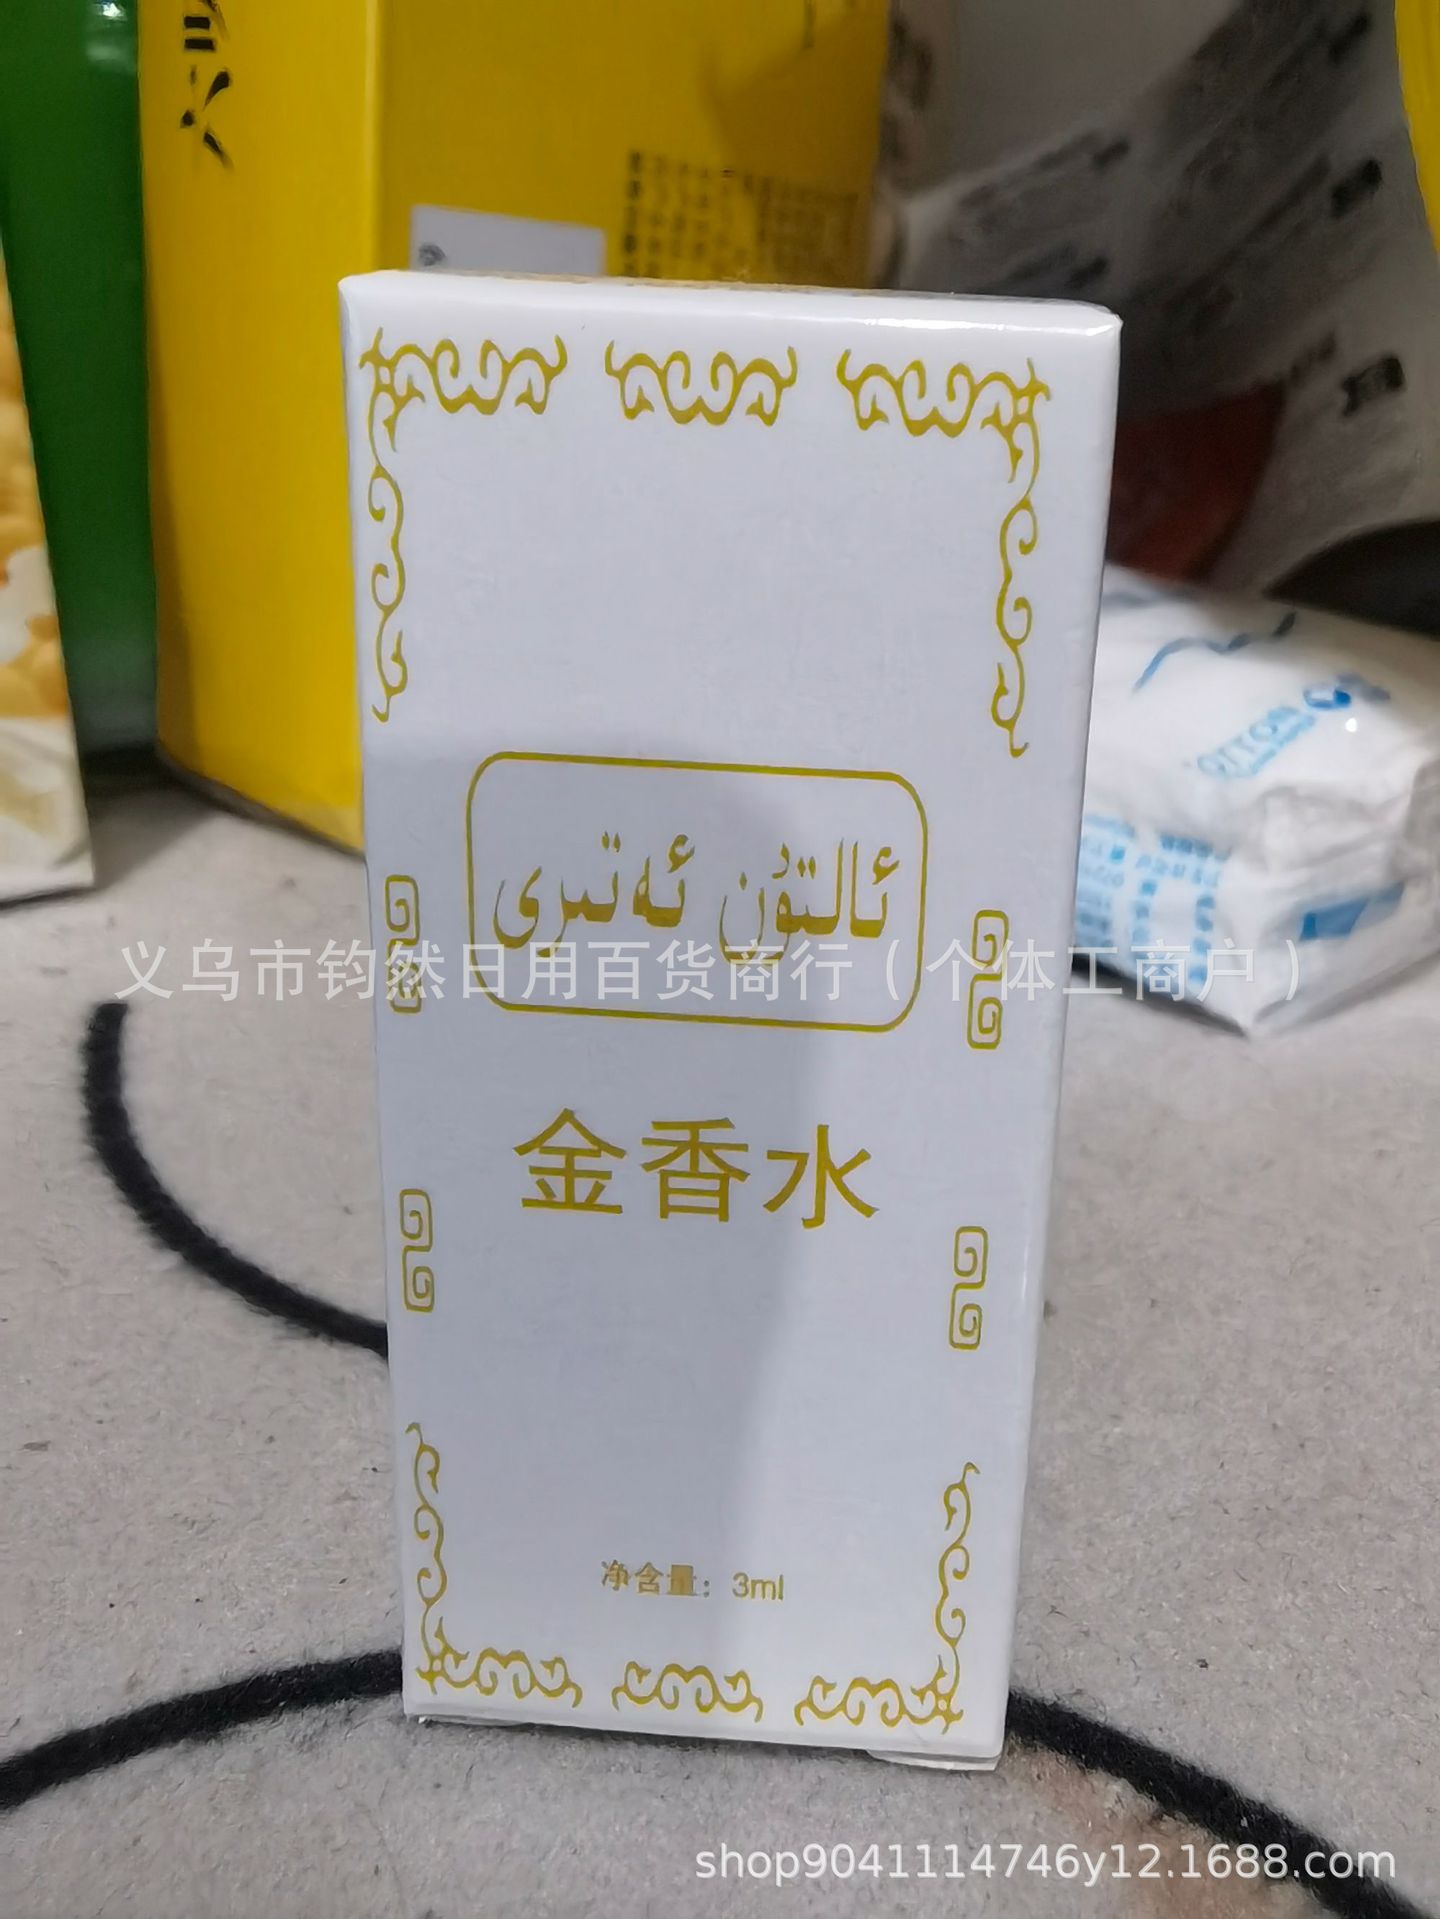 ئالتۇن ئەتىرى
义乌市钧然日用百货商行(个体工商户)
金香水
净含量：3ml
shop9041114746y12.1688.com